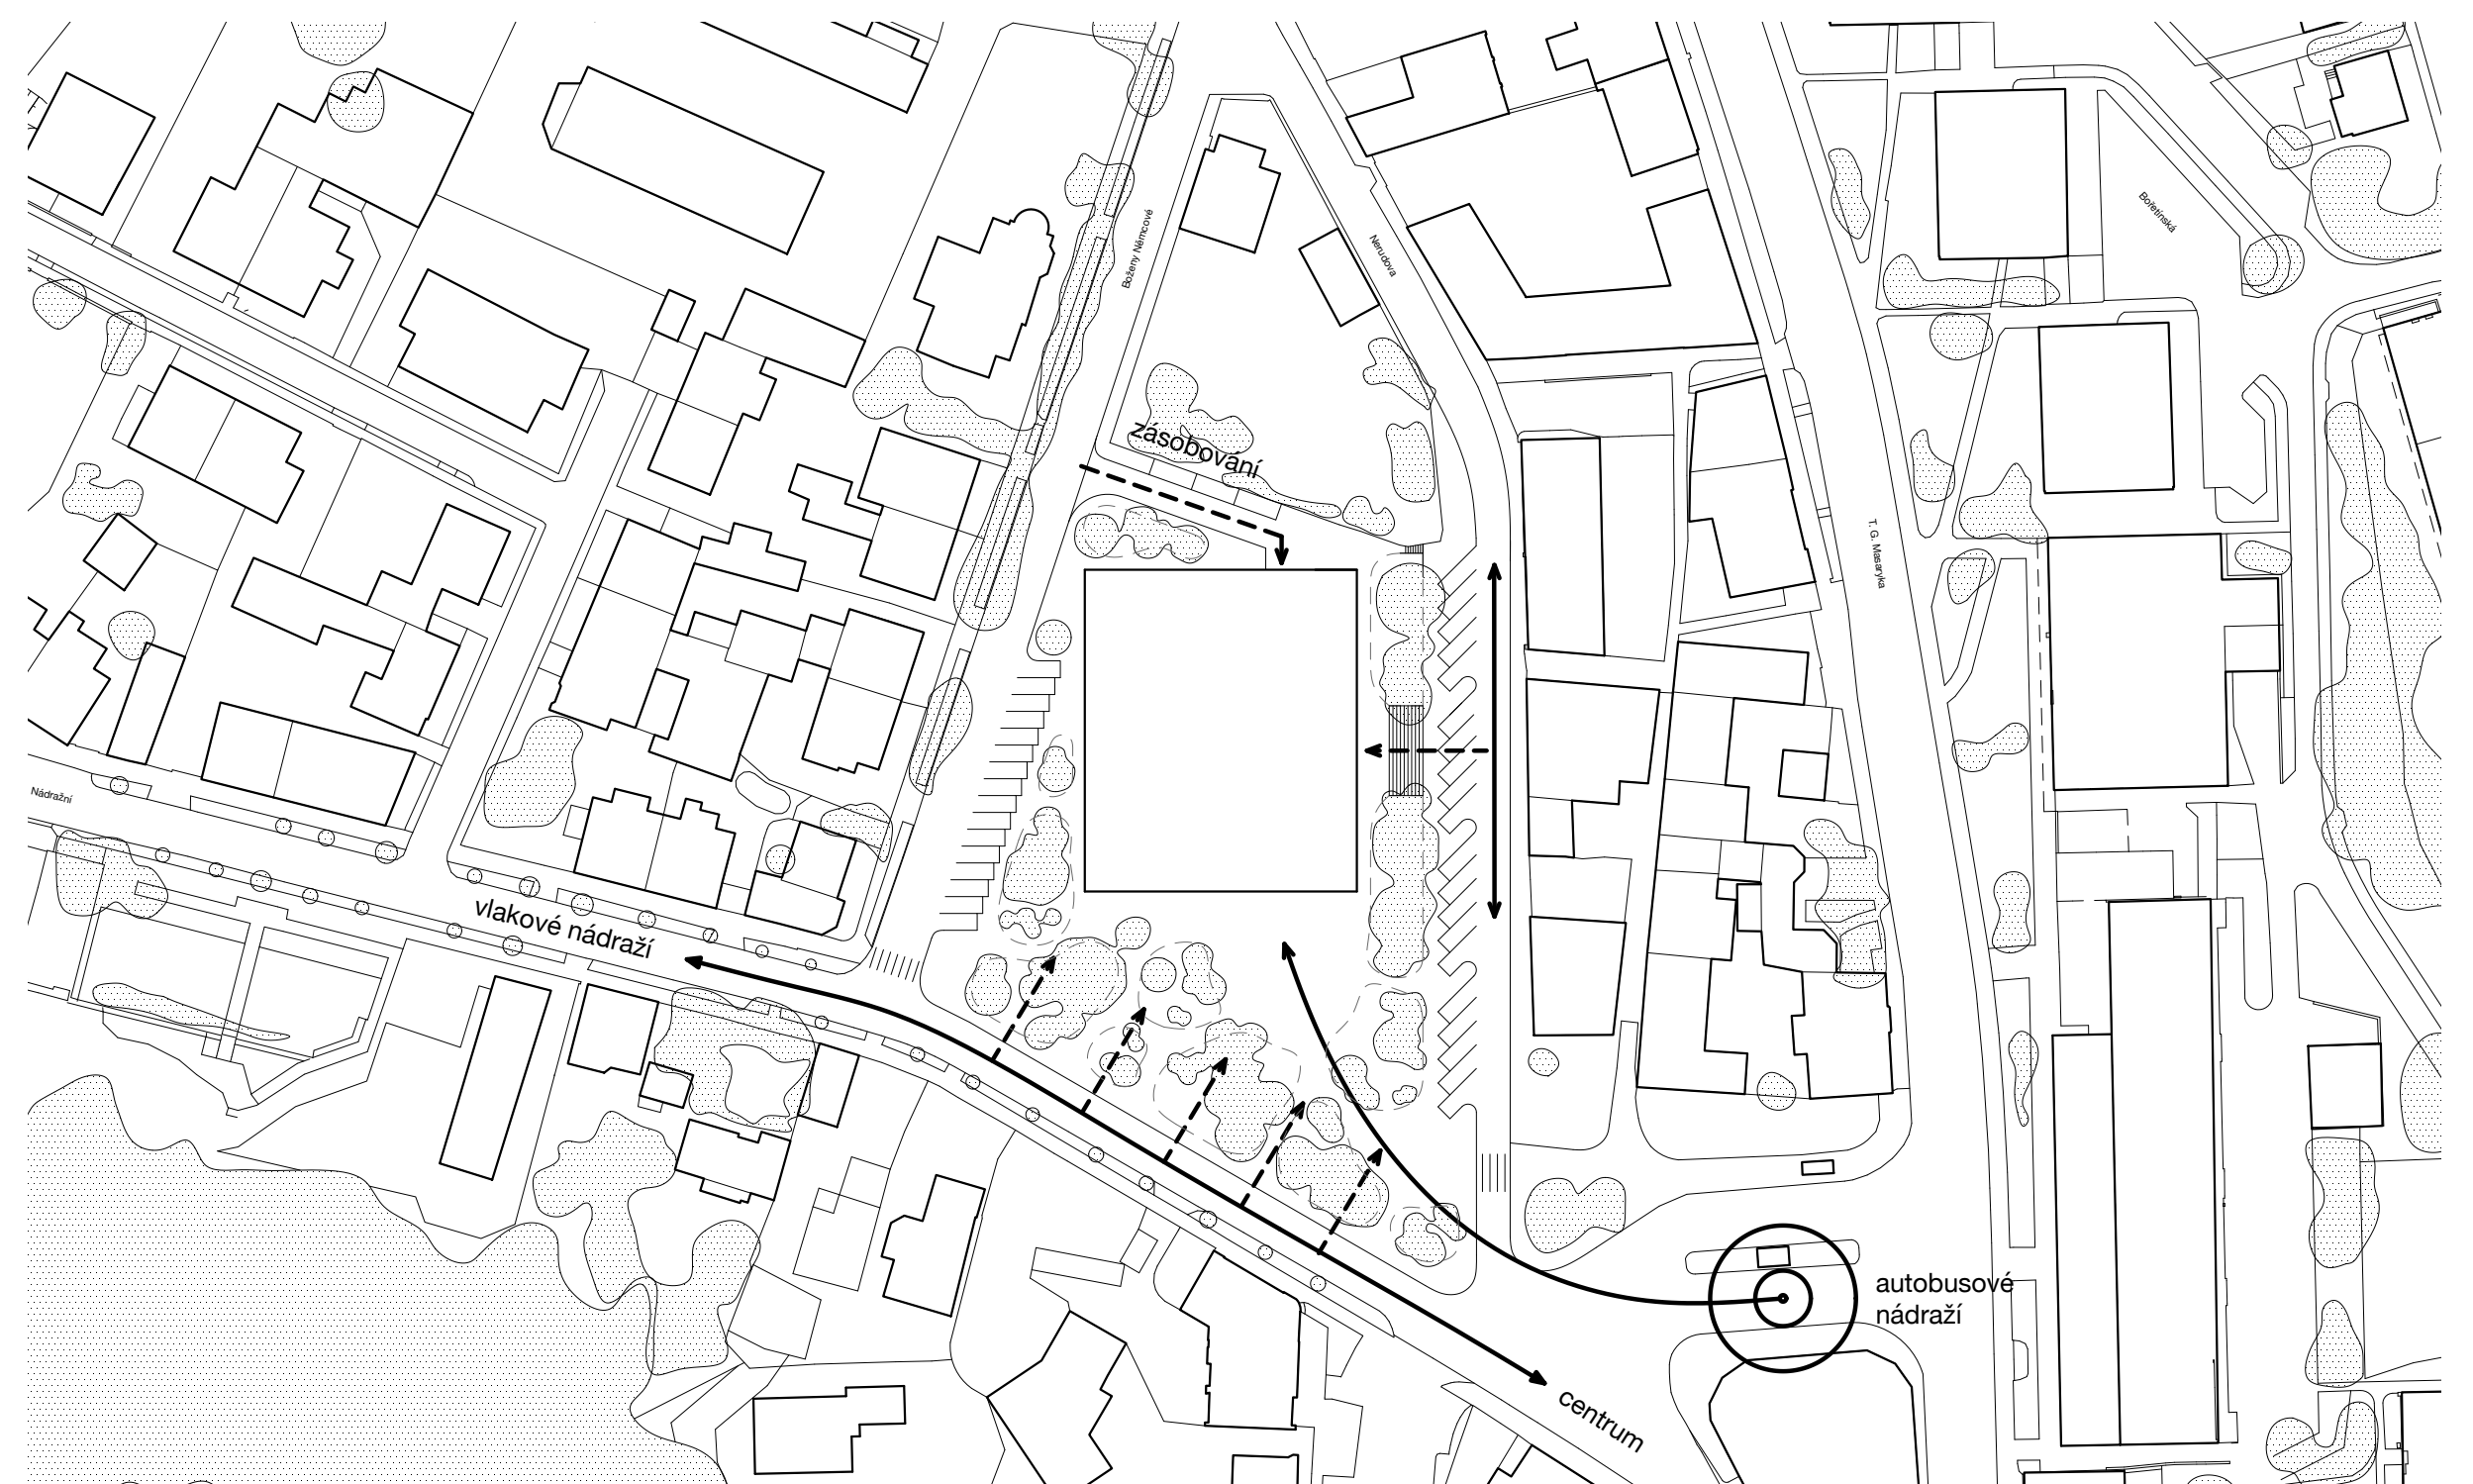 Bořetínská
Boženy Němcové
Nerudova
zásobování
T. G. Masaryka
Nádražní
vlakové nádraží
autobusové
nádraží
centrum